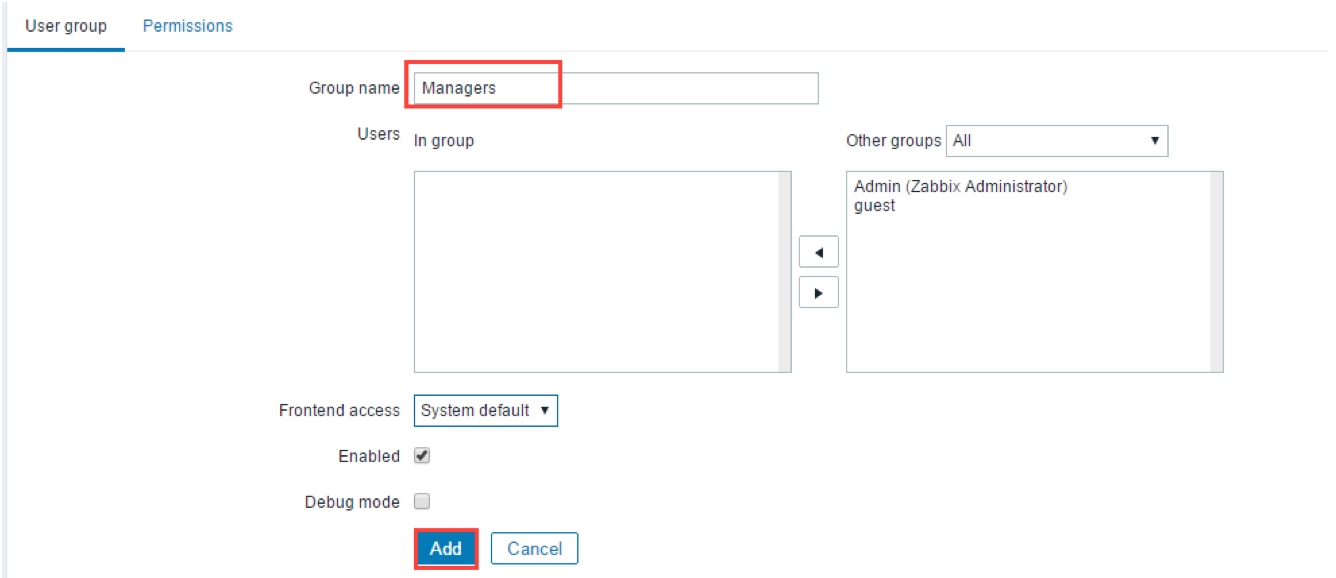 User group Permissions
Group name Managers
Users In group Other groups All
Admin (Zabbix Administrator)
guest
Frontend access System default
Enabled
Debug mode
Add Cancel